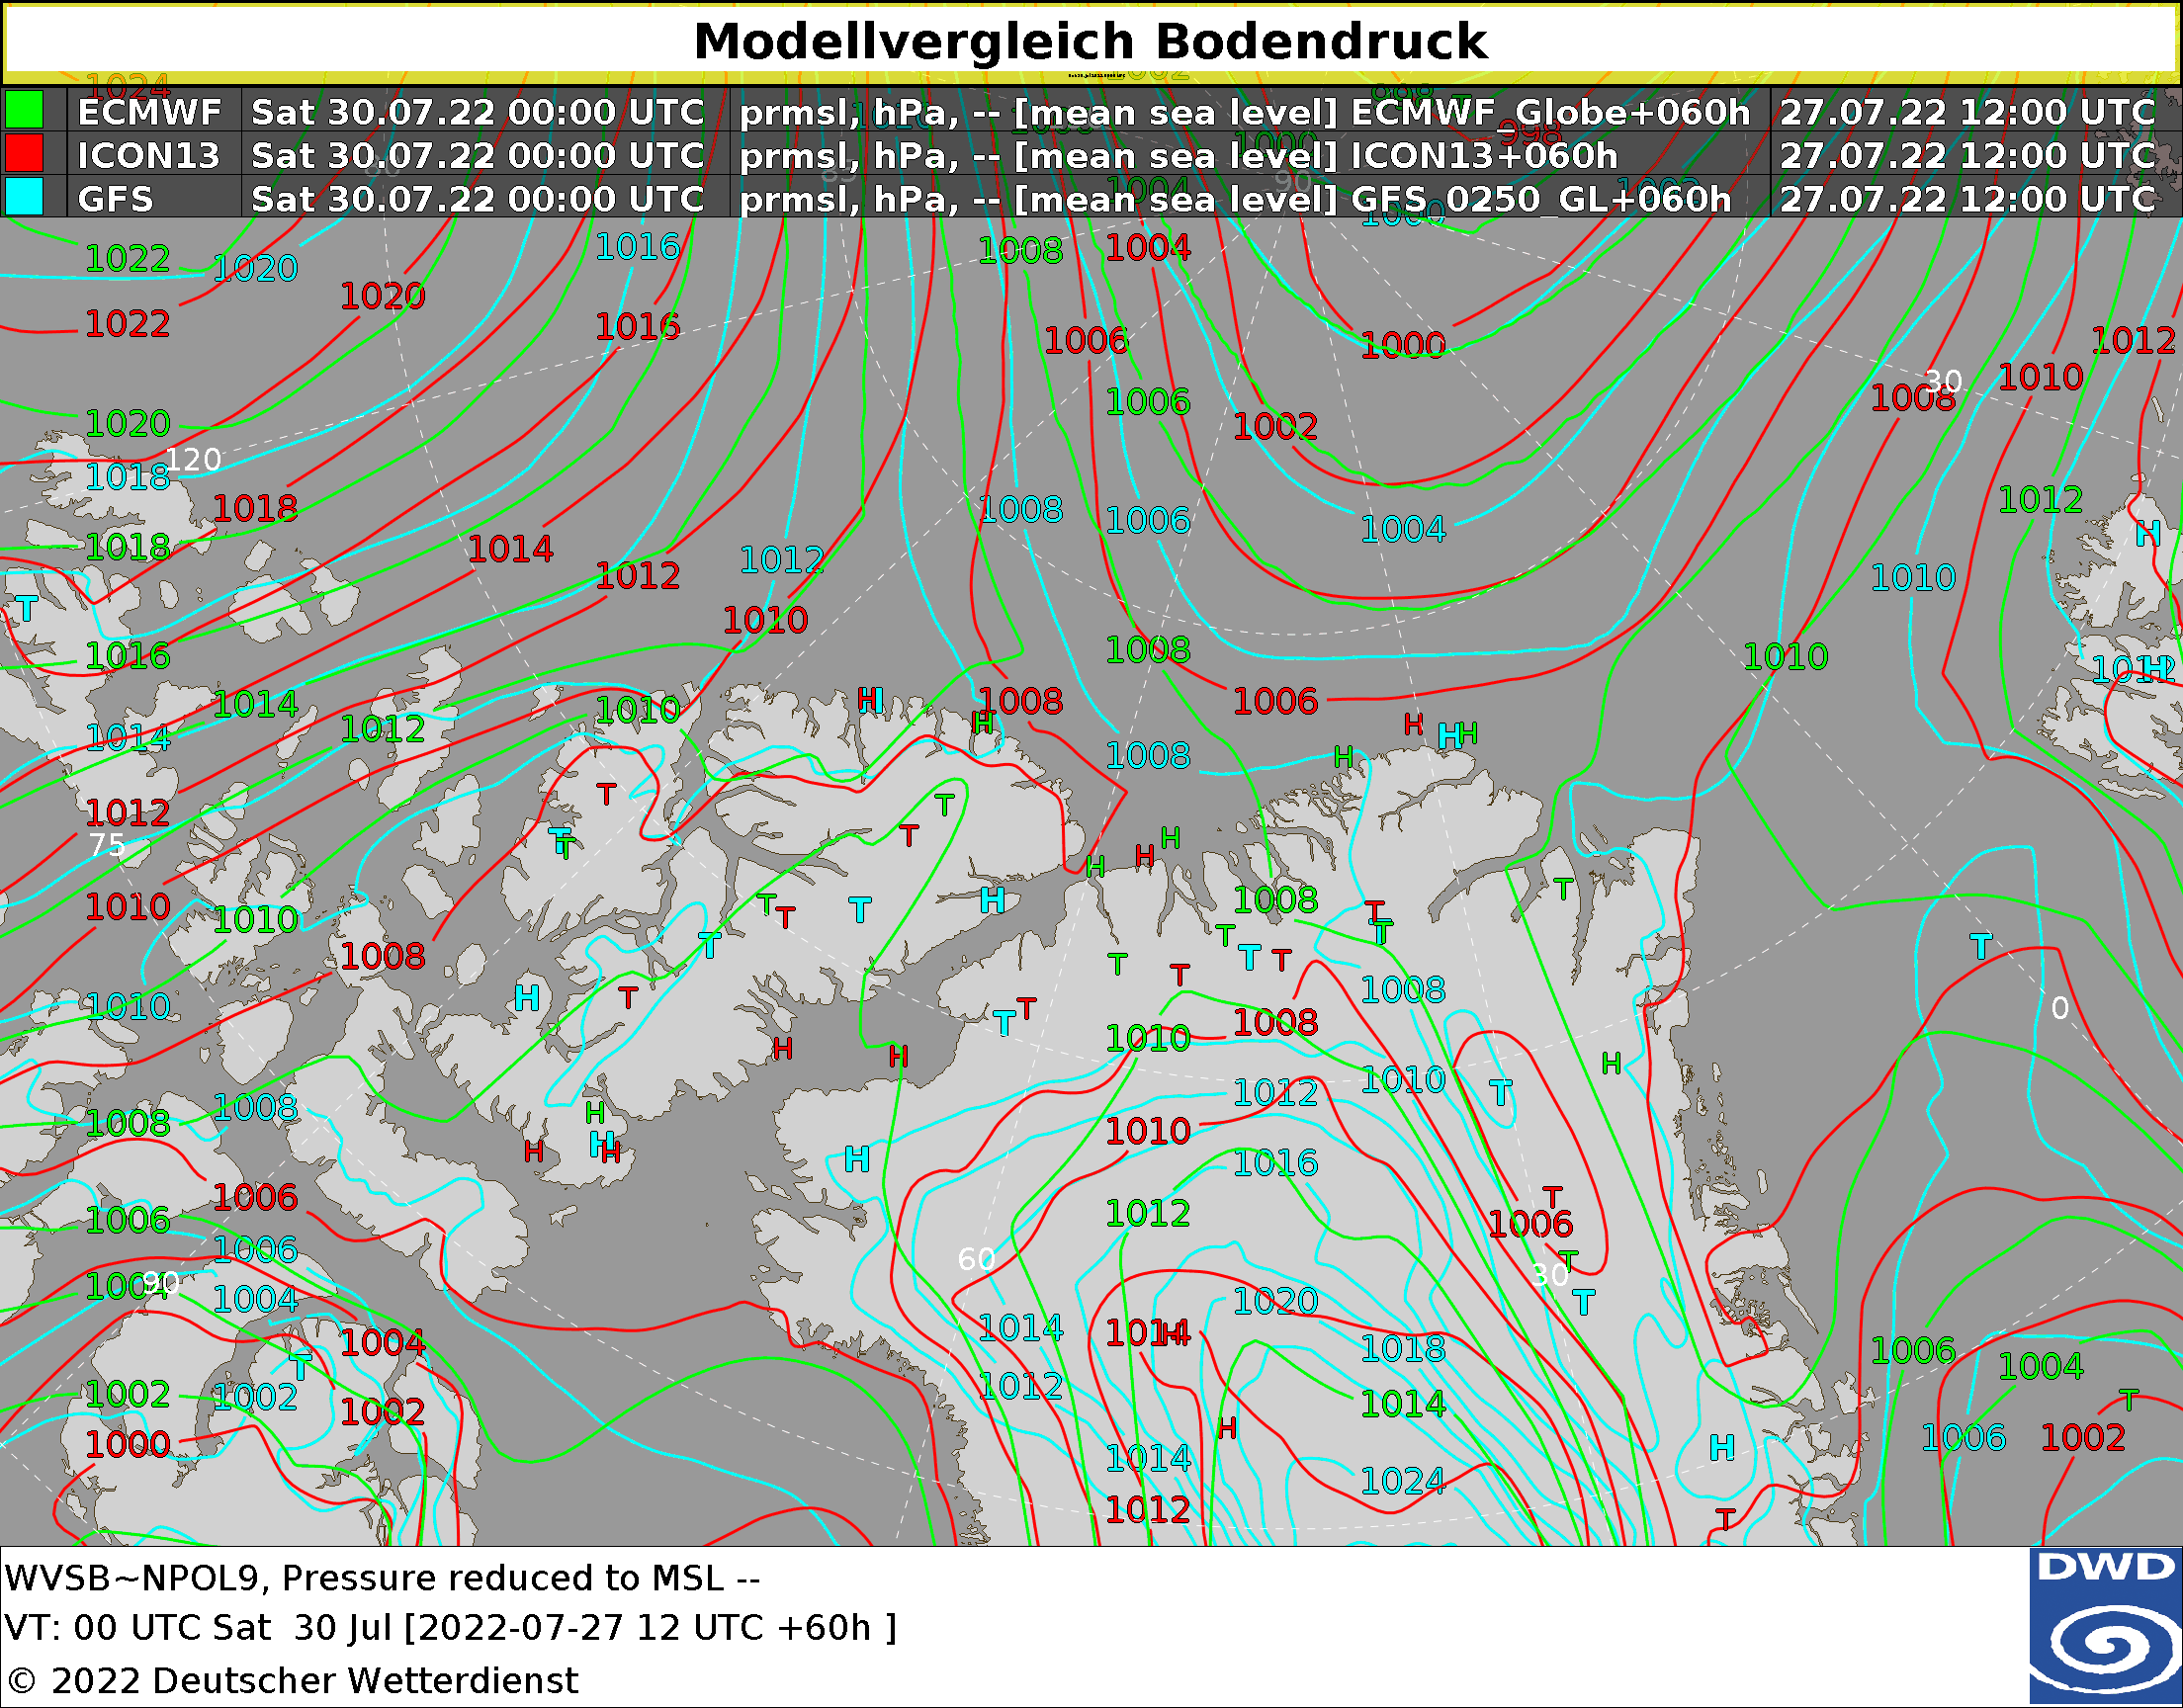 Modellvergleich Bodendruck
ECMWF Sat 30.07.22 00:00 UTC prmsl, hPa, -- [mean sea level] ECMWF_Globe+060h 27.07.22 12:00 UTC
ICON13 Sat 30.07.22 00:00 UTC prmsl, hPa, -- [mean sea level] ICON13+060h 27.07.22 12:00 UTC
GFS Sat 30.07.22 00:00 UTC prmsl, hPa, -- [mean sea level] GFS_0250_GL+060h 27.07.22 12:00 UTC
1022 1020 1016 1008 1004 1000
1022 1020 1016 1006 1000 1012
1020 1006 1002 1008 30 1010
120 1018 1018 1008 1006 1004 1012
1018 1014 1012 1012 1010 H
T 1010
1016 1010 1008 1010 1012 H
1014 1012 1010 H H H 1008 1006 H H H
1014 1008 H
1012 T T T H H H
75 T T
1010 1010 T T T H 1008 T T
1008 T T T T T T T T
1010 H T T T 1008 1008 0
H H 1010 H
1008 1008 H 1012 1010 T
H H H H 1010 1016
1006 1006 1012 T 1006
1006 60 T 30
1004 90 1004 1014 1020 T
1004 T 1014 H 1018 1006 1004
1002 1002 1002 1012 1014 T
1000 H 1014 H 1006 1002
1024
1012 T
WVSB~NPOL9, Pressure reduced to MSL --
VT: 00 UTC Sat 30 Jul [2022-07-27 12 UTC +60h ]
© 2022 Deutscher Wetterdienst
DWD